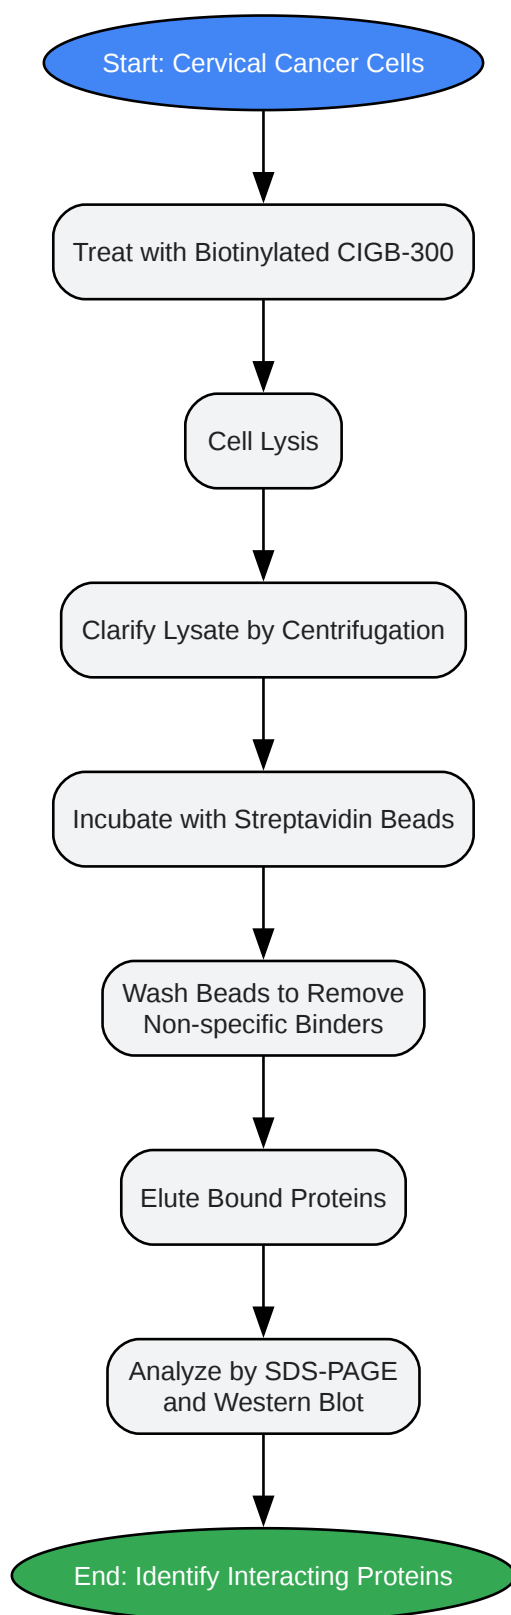 Start: Cervical Cancer Cells
Treat with Biotinylated CIGB-300
Cell Lysis
Clarify Lysate by Centrifugation
Incubate with Streptavidin Beads
Wash Beads to Remove
Non-specific Binders
Elute Bound Proteins
Analyze by SDS-PAGE
and Western Blot
End: Identify Interacting Proteins